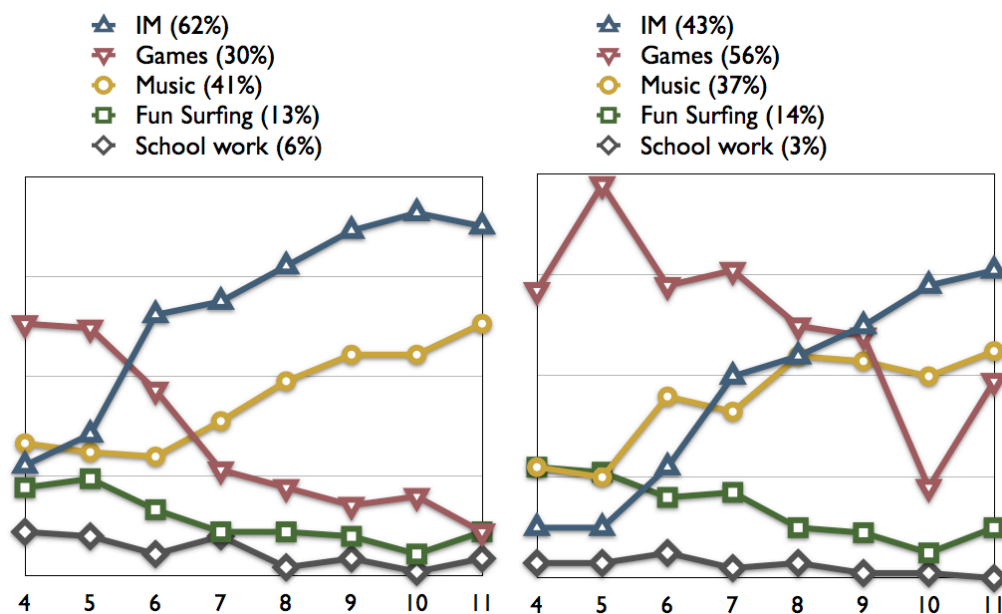 IM (62%)
Games (30%)
Music (41%)
Fun Surfing (13%)
School work (6%)
4 5 6 7 8 9 10 11
IM (43%)
Games (56%)
Music (37%)
Fun Surfing (14%)
School work (3%)
4 5 6 7 8 9 10 11